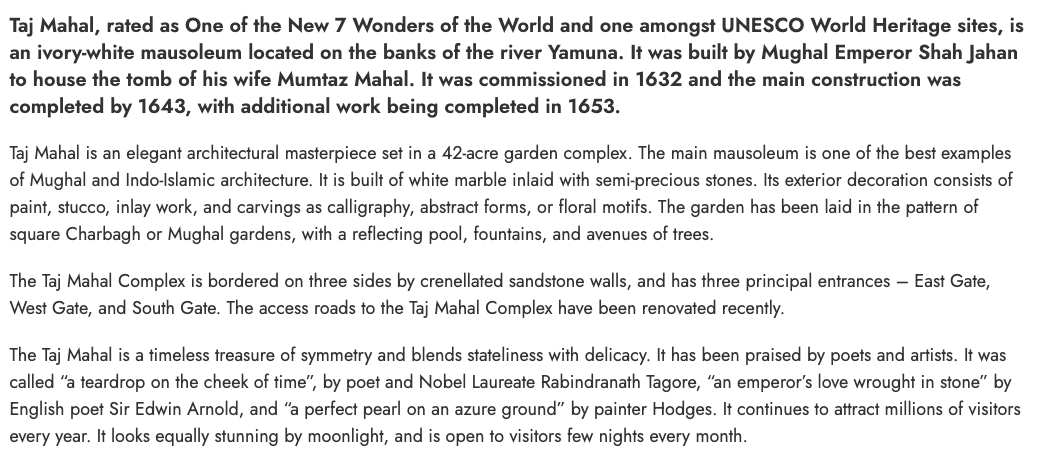 Taj Mahal, rated as One of the New 7 Wonders of the World and one amongst UNESCO World Heritage sites, is
an ivory-white mausoleum located on the banks of the river Yamuna. It was built by Mughal Emperor Shah Jahan
to house the tomb of his wife Mumtaz Mahal. It was commissioned in 1632 and the main construction was
completed by 1643, with additional work being completed in 1653.
Taj Mahal is an elegant architectural masterpiece set in a 42-acre garden complex. The main mausoleum is one of the best examples
of Mughal and Indo-Islamic architecture. It is built of white marble inlaid with semi-precious stones. Its exterior decoration consists of
paint, stucco, inlay work, and carvings as calligraphy, abstract forms, or floral motifs. The garden has been laid in the pattern of
square Charbagh or Mughal gardens, with a reflecting pool, fountains, and avenues of trees.
The Taj Mahal Complex is bordered on three sides by crenellated sandstone walls, and has three principal entrances – East Gate,
West Gate, and South Gate. The access roads to the Taj Mahal Complex have been renovated recently.
The Taj Mahal is a timeless treasure of symmetry and blends stateliness with delicacy. It has been praised by poets and artists. It was
called “a teardrop on the cheek of time”, by poet and Nobel Laureate Rabindranath Tagore, “an emperor’s love wrought in stone” by
English poet Sir Edwin Arnold, and “a perfect pearl on an azure ground” by painter Hodges. It continues to attract millions of visitors
every year. It looks equally stunning by moonlight, and is open to visitors few nights every month.